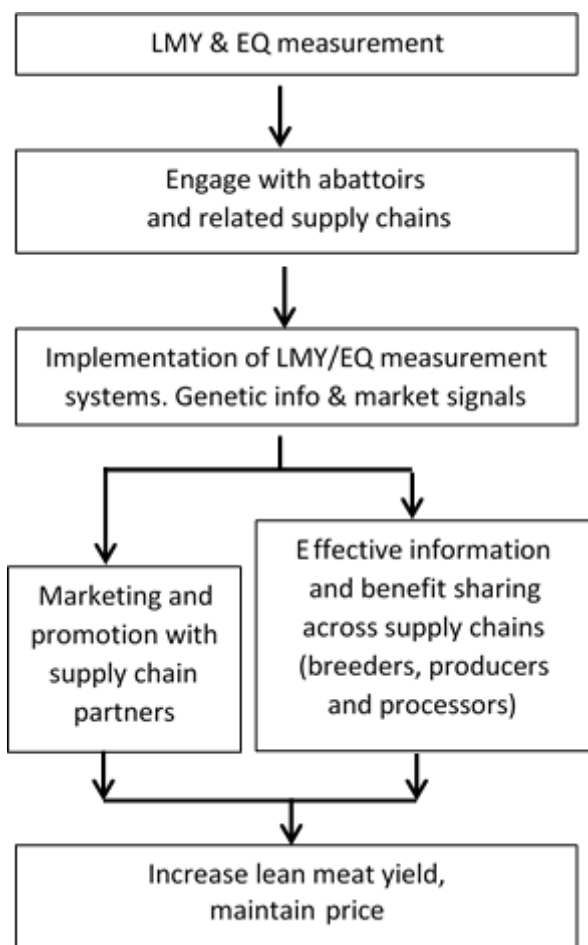 LMY & EQ measurement
Engage with abattoirs
and related supply chains
Implementation of LMY/EQ measurement
systems. Genetic info & market signals
Marketing and
promotion with
supply chain
partners
Effective information
and benefit sharing
across supply chains
(breeders, producers
and processors)
Increase lean meat yield,
maintain price